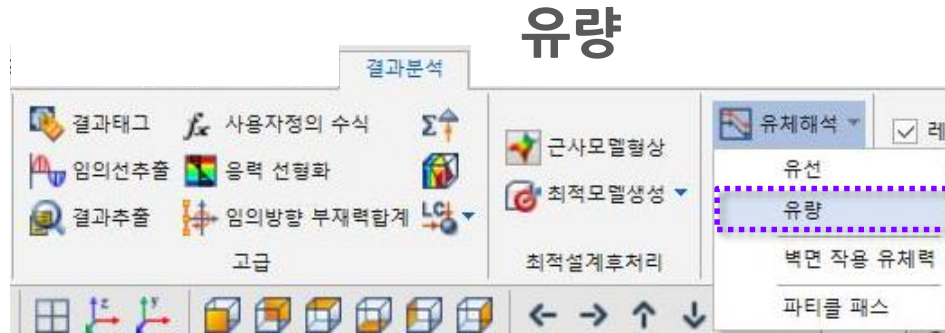 유량
결과분석
결과태그 사용자정의 수식
임의선추출 응력 선형화
결과추출 임의방향 부재력합계 LC
고급
근사모델형상
최적모델생성
최적설계후처리
유체해석 레
유선
유량
벽면 작용 유체력
파티클 패스
z y